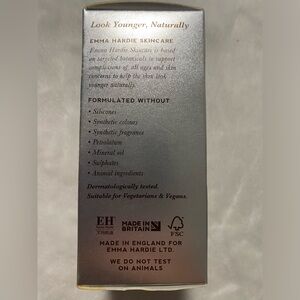 Look Younger, Naturally
EMMA HARDIE SKINCARE
Emma Hardie Skincare is based
on targeted botanicals to support
complexions of all ages and skin
concerns to help the skin look
younger naturally.
FORMULATED WITHOUT
• Silicones
• Synthetic colours
• Synthetic fragrance
• Petrolatum
• Mineral oil
• Sulphates
• Animal ingredients
Dermatologically tested.
Suitable for Vegetarians & Vegans.
EH
MADE IN
BRITAIN
FSC
MADE IN ENGLAND FOR
EMMA HARDIE LTD.
WE DO NOT TEST
ON ANIMALS